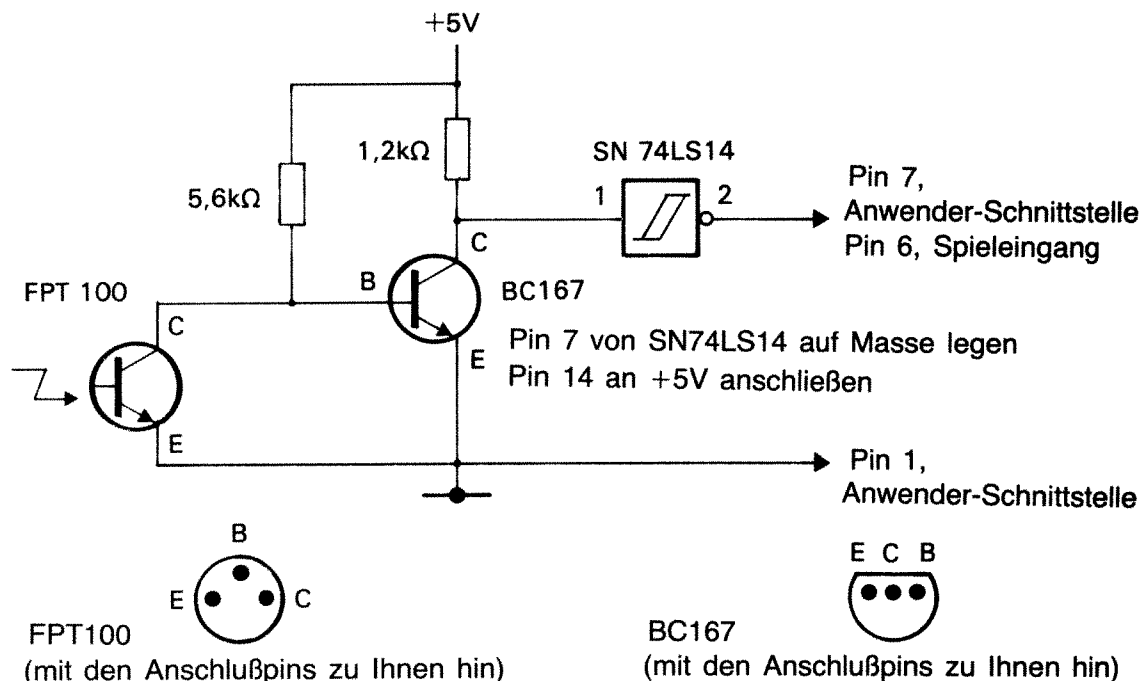 +5V
1,2kΩ
SN 74LS14
5,6kΩ
1
2
Pin 7,
Anwender-Schnittstelle
Pin 6, Spieleingang
C
FPT 100
B
BC167
C
Pin 7 von SN74LS14 auf Masse legen
E
Pin 14 an +5V anschließen
E
Pin 1,
Anwender-Schnittstelle
B
E C B
E
C
FPT100
BC167
(mit den Anschlußpins zu Ihnen hin)
(mit den Anschlußpins zu Ihnen hin)